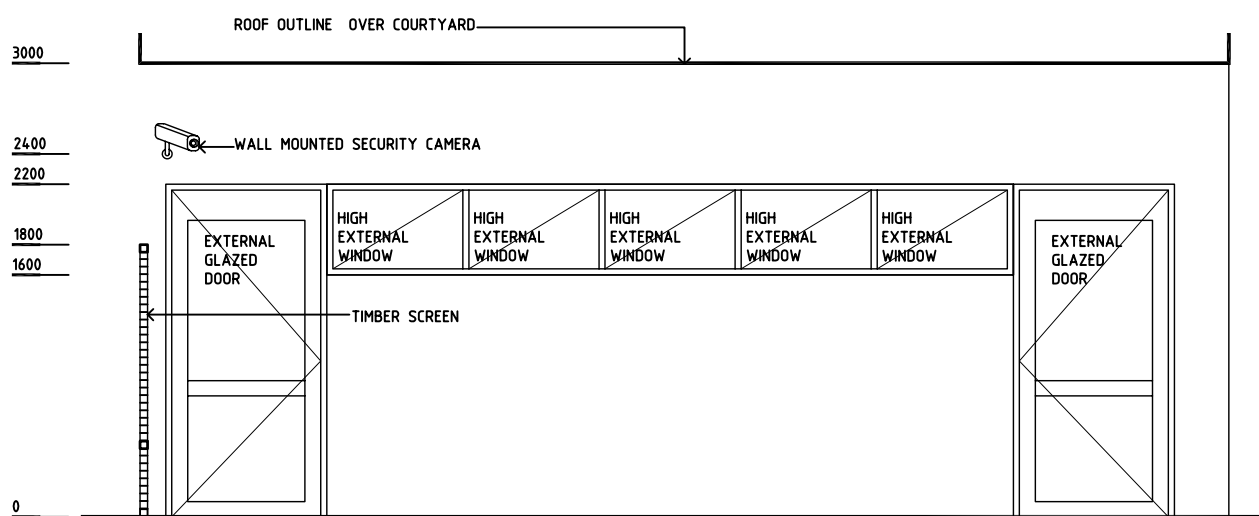 ROOF OUTLINE OVER COURTYARD
3000
WALL MOUNTED SECURITY CAMERA
2400
2200
HIGH
EXTERNAL
WINDOW
HIGH
EXTERNAL
WINDOW
HIGH
EXTERNAL
WINDOW
HIGH
EXTERNAL
WINDOW
HIGH
EXTERNAL
WINDOW
1800
EXTERNAL
GLAZED
DOOR
EXTERNAL
GLAZED
DOOR
1600
TIMBER SCREEN
0